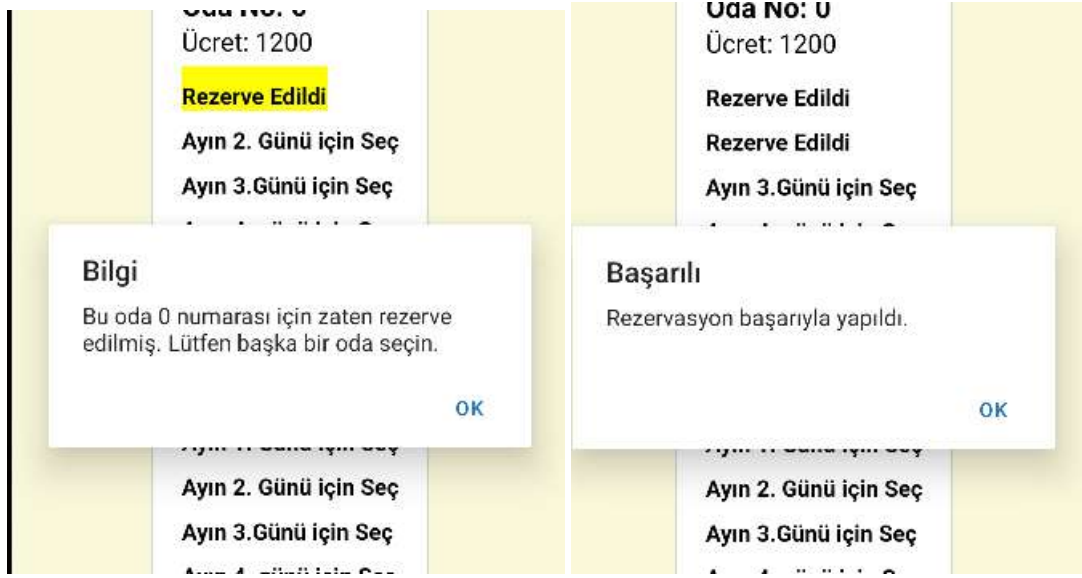 Ücret: 1200
Rezerve Edildi
Ayın 2. Günü için Seç
Ayın 3.Günü için Seç
Bilgi
Bu oda 0 numarası için zaten rezerve
edilmiş. Lütfen başka bir oda seçin.
OK
Ayın 2. Günü için Seç
Ayın 3.Günü için Seç
Oda No: 0
Ücret: 1200
Rezerve Edildi
Rezerve Edildi
Ayın 3.Günü için Seç
Başarılı
Rezervasyon başarıyla yapıldı.
OK
Ayın 2. Günü için Seç
Ayın 3.Günü için Seç